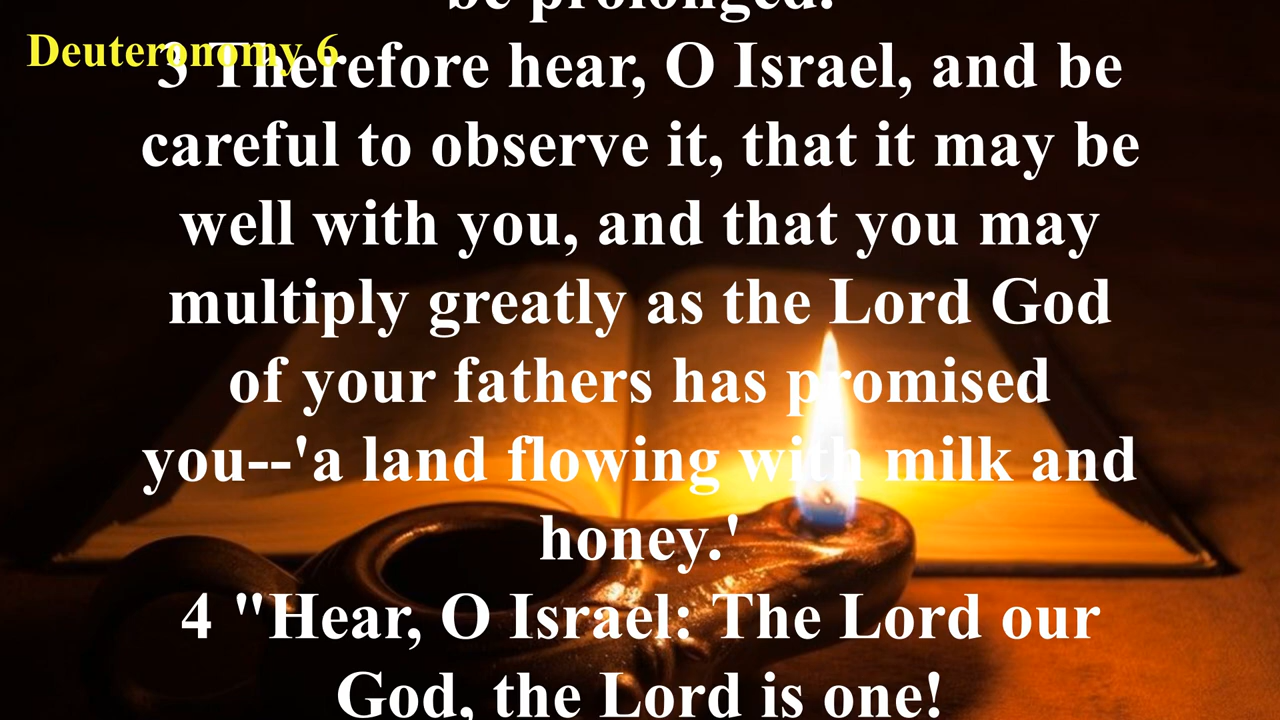 be prolonged.
Deuteronomy 6
3 Therefore hear, O Israel, and be
careful to observe it, that it may be
well with you, and that you may
multiply greatly as the Lord God
of your fathers has promised
you--'a land flowing with milk and
honey.'
4 "Hear, O Israel: The Lord our
God, the Lord is one!